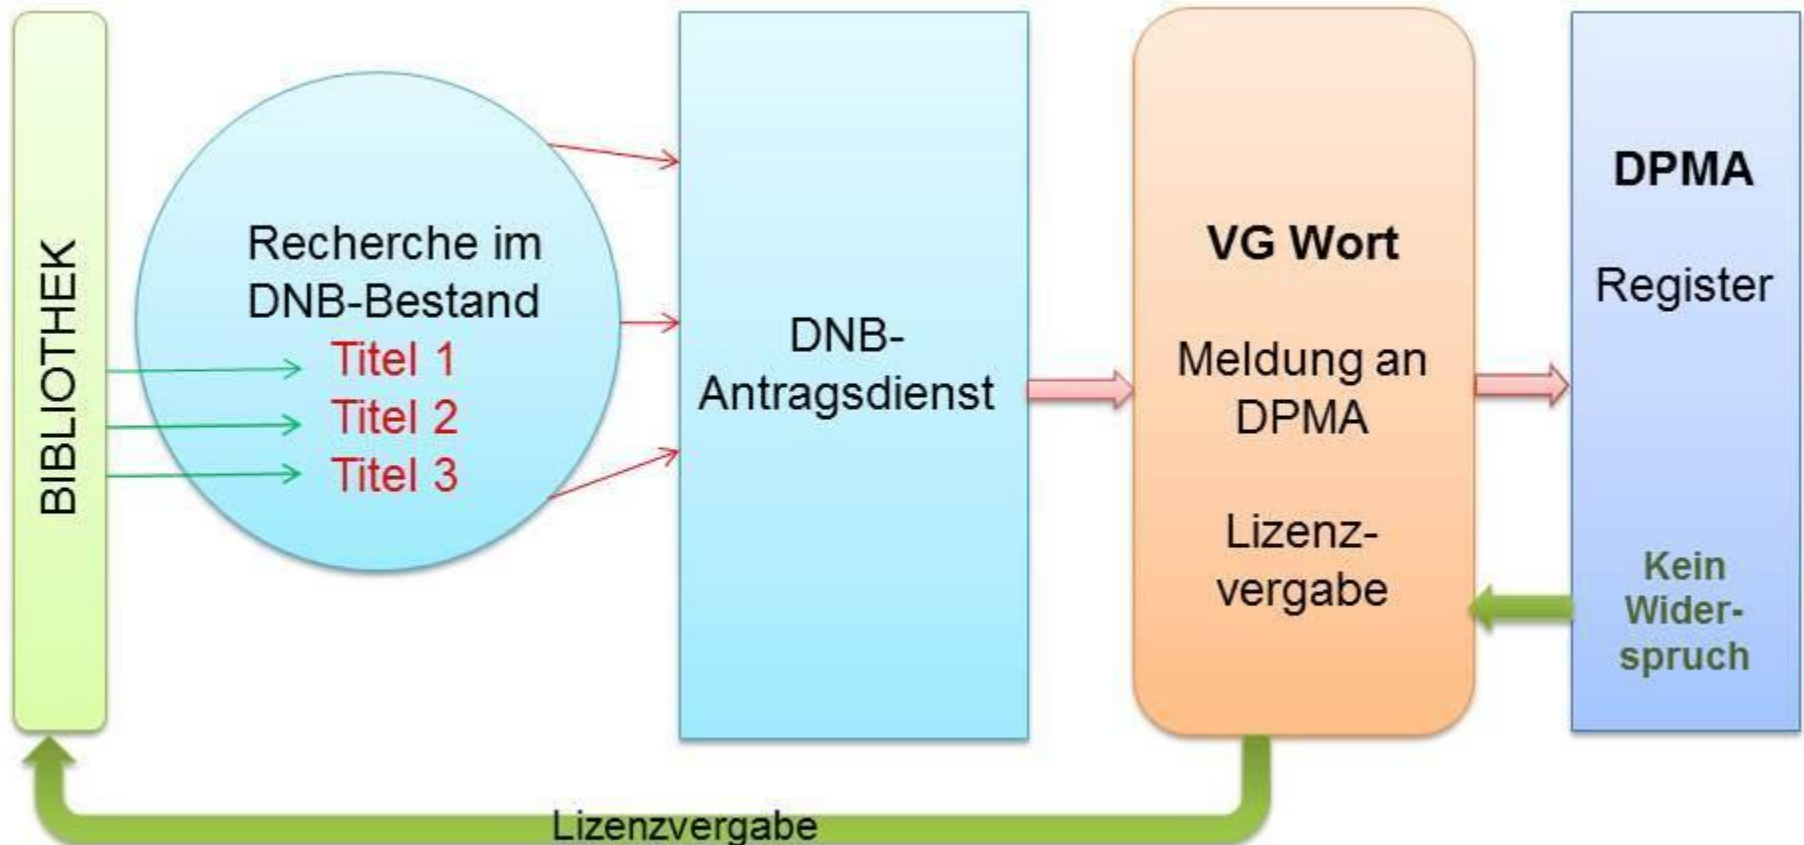 BIBLIOTHEK
Recherche im
DNB-Bestand
Titel 1
Titel 2
Titel 3
DNB-
Antragsdienst
VG Wort
Meldung an
DPMA
Lizenz-
vergabe
DPMA
Register
Kein
Wider-
spruch
Lizenzvergabe